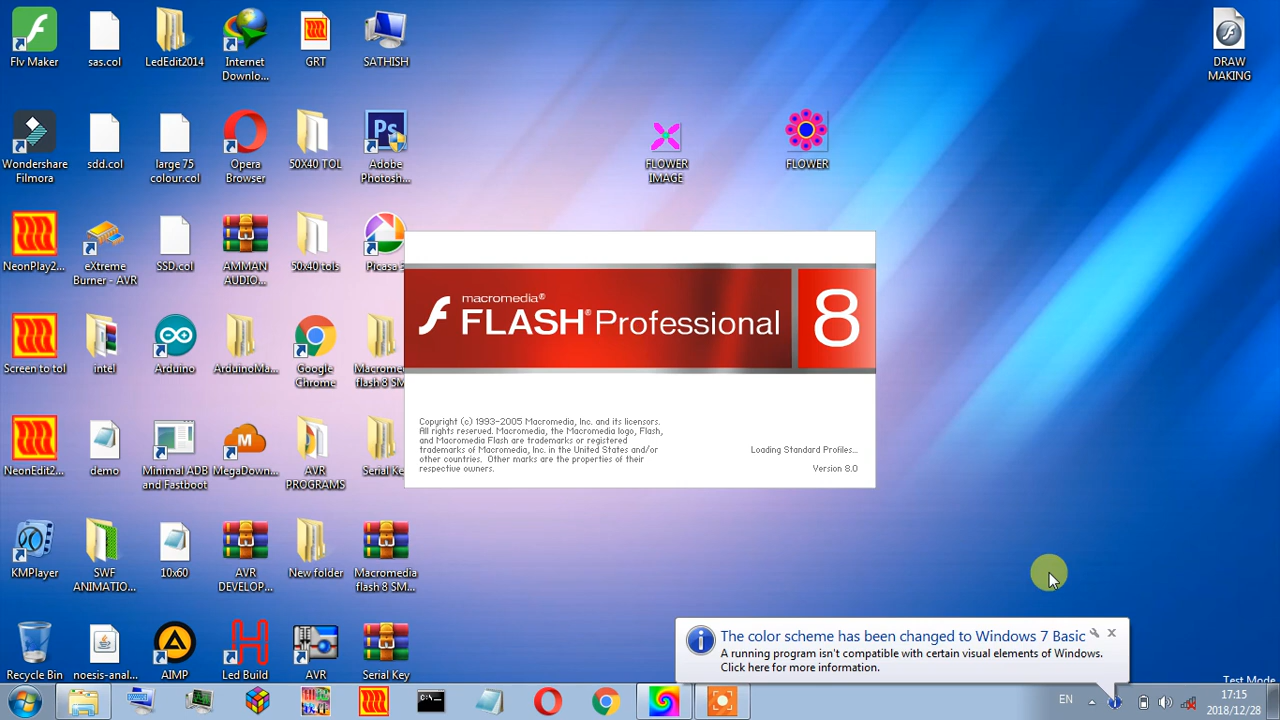 Flv Maker
sas.col
LedEdit2014
Internet
Downlo...
GRT
SATHISH
DRAW
MAKING
Wondershare
Filmora
sdd.col
large 75
colour.col
Opera
Browser
50X40 TOL
Ps
Adobe
Photosh...
FLOWER
IMAGE
FLOWER
NeonPlay2...
eXtreme
Burner - AVR
SSD.col
AMMAN
AUDIO...
50x40 tols
Picasa 3
macromedia®
FLASH® Professional
8
Screen to tol
intel
Arduino
ArduinoMa...
Google
Chrome
Macrome
flash 8 SM
Copyright (c) 1993-2005 Macromedia, Inc. and its licensors.
All rights reserved. Macromedia, the Macromedia logo, Flash,
and Macromedia Flash are trademarks or registered
trademarks of Macromedia, Inc. in the United States and/or
other countries. Other marks are the properties of their
respective owners.
Loading Standard Profiles...
Version 8.0
NeonEdit2...
demo
Minimal ADB
and Fastboot
MegaDown...
AVR
PROGRAMS
Serial Ke
KMPlayer
SWF
ANIMATIO...
10x60
AVR
DEVELOP...
New folder
Macromedia
flash 8 SM...
Recycle Bin
noesis-anal...
AIMP
Led Build
AVR
Serial Key
The color scheme has been changed to Windows 7 Basic
A running program isn't compatible with certain visual elements of Windows.
Click here for more information.
Test Mode
EN
17:15
2018/12/28